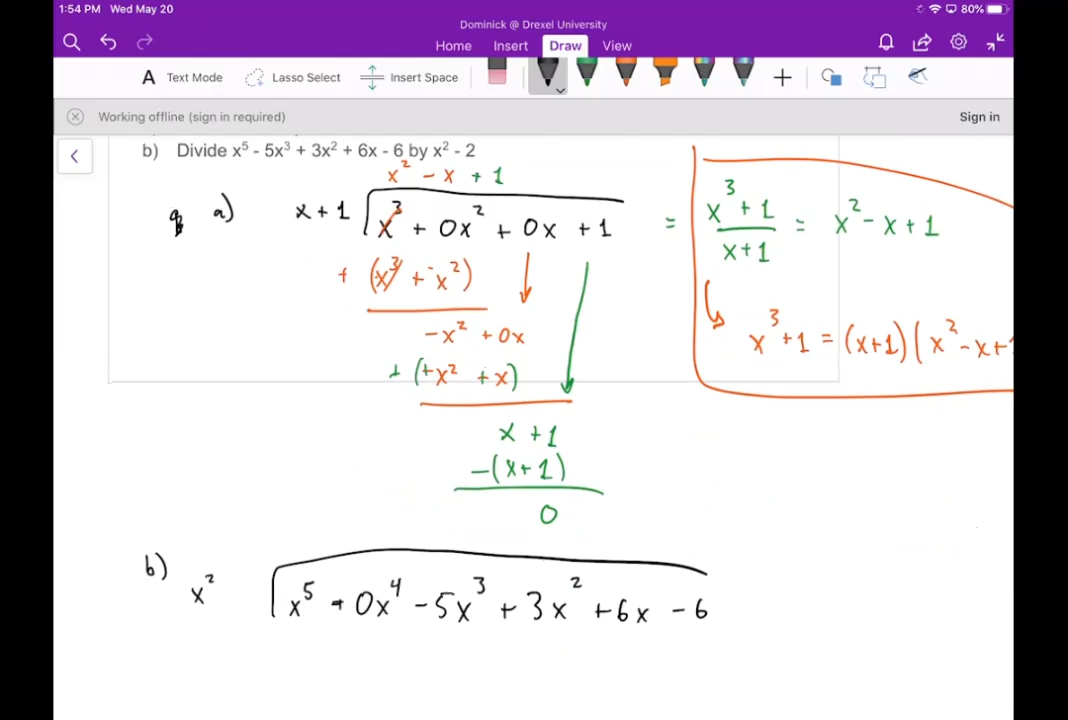 1:54 PM Wed May 20
80%
Dominick @ Drexel University
Home Insert Draw View
A Text Mode Lasso Select Insert Space
Working offline (sign in required) Sign in
b) Divide x⁵ - 5x³ + 3x² + 6x - 6 by x² - 2
x² - x + 1
a) x + 1 x³ + 0x² + 0x + 1 = x³ + 1 / x + 1 = x² - x + 1
+ (x³ + x²)
-x² + 0x
x³ + 1 = (x+1)(x² - x +
+ (+x² + x)
x + 1
-(x + 1)
0
b) x² x⁵ + 0x⁴ - 5x³ + 3x² + 6x - 6